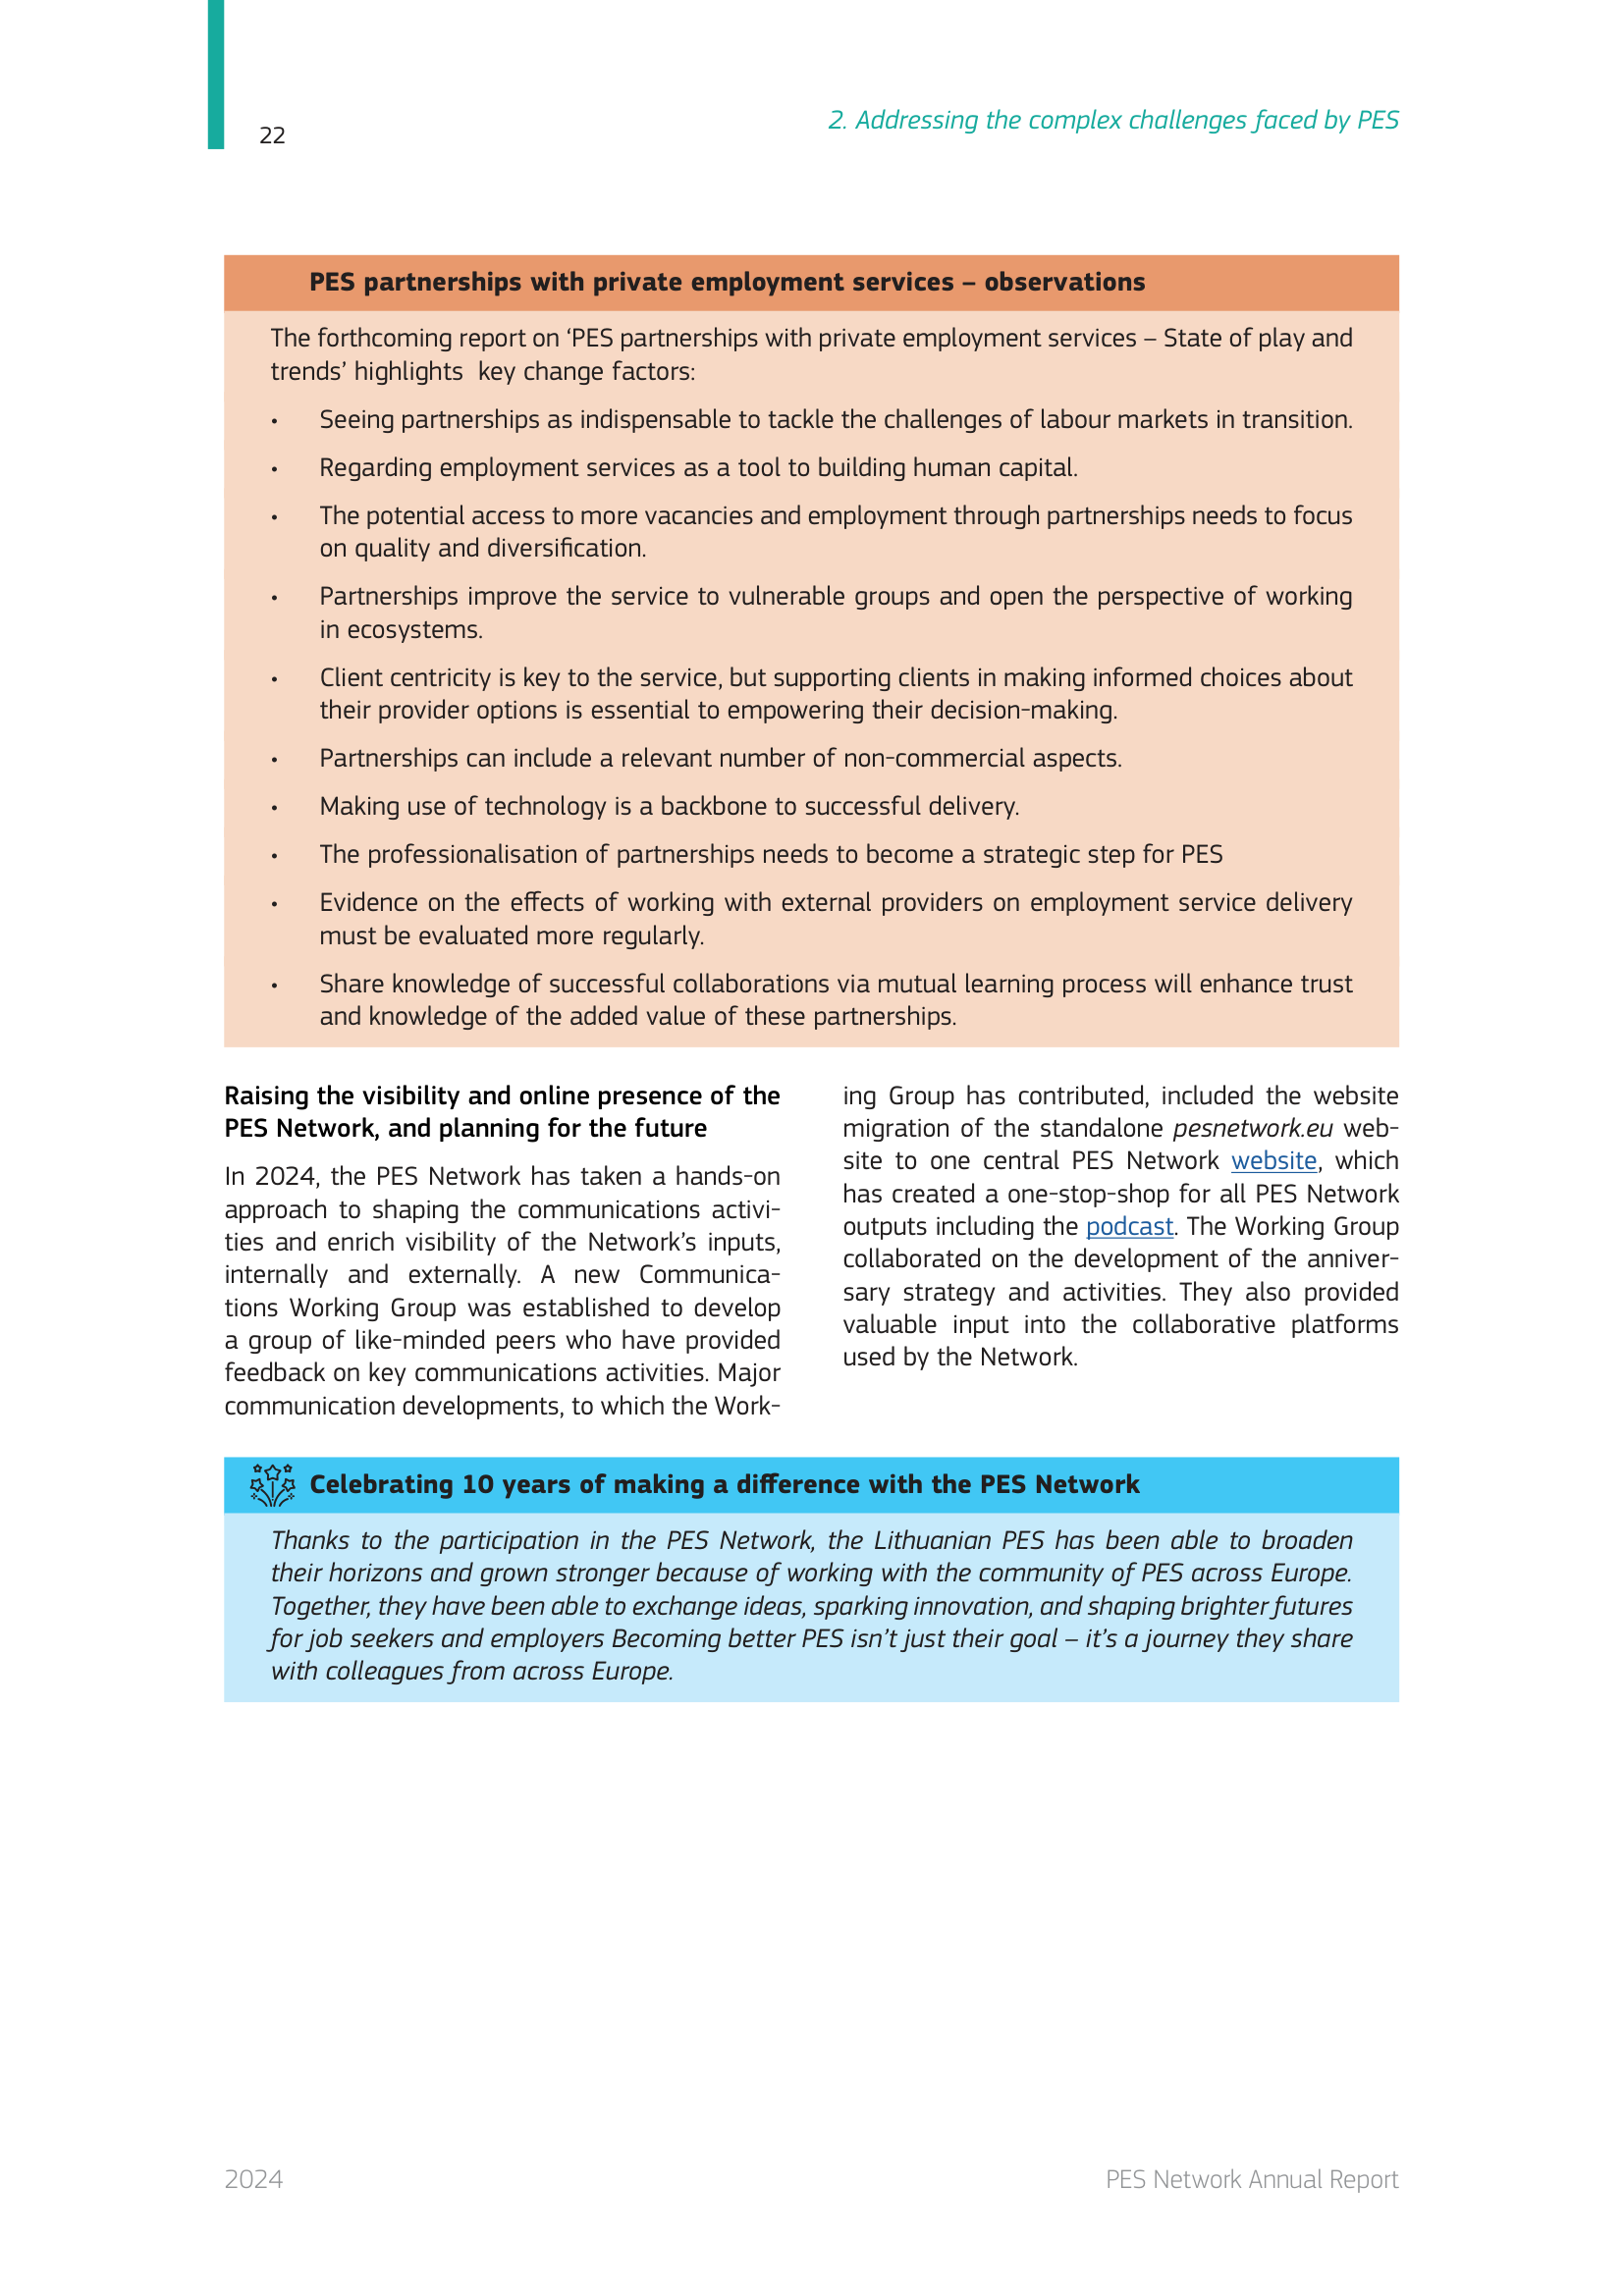 22
2. Addressing the complex challenges faced by PES
PES partnerships with private employment services – observations
The forthcoming report on ‘PES partnerships with private employment services – State of play and
trends’ highlights  key change factors:
• Seeing partnerships as indispensable to tackle the challenges of labour markets in transition.
• Regarding employment services as a tool to building human capital.
• The potential access to more vacancies and employment through partnerships needs to focus
on quality and diversification.
• Partnerships improve the service to vulnerable groups and open the perspective of working
in ecosystems.
• Client centricity is key to the service, but supporting clients in making informed choices about
their provider options is essential to empowering their decision-making.
• Partnerships can include a relevant number of non-commercial aspects.
• Making use of technology is a backbone to successful delivery.
• The professionalisation of partnerships needs to become a strategic step for PES
• Evidence on the effects of working with external providers on employment service delivery
must be evaluated more regularly.
• Share knowledge of successful collaborations via mutual learning process will enhance trust
and knowledge of the added value of these partnerships.
Raising the visibility and online presence of the
PES Network, and planning for the future
In 2024, the PES Network has taken a hands-on
approach to shaping the communications activi-
ties and enrich visibility of the Network’s inputs,
internally and externally. A new Communica-
tions Working Group was established to develop
a group of like-minded peers who have provided
feedback on key communications activities. Major
communication developments, to which the Work-
ing Group has contributed, included the website
migration of the standalone pesnetwork.eu web-
site to one central PES Network website, which
has created a one-stop-shop for all PES Network
outputs including the podcast. The Working Group
collaborated on the development of the anniver-
sary strategy and activities. They also provided
valuable input into the collaborative platforms
used by the Network.
Celebrating 10 years of making a difference with the PES Network
Thanks to the participation in the PES Network, the Lithuanian PES has been able to broaden
their horizons and grown stronger because of working with the community of PES across Europe.
Together, they have been able to exchange ideas, sparking innovation, and shaping brighter futures
for job seekers and employers Becoming better PES isn’t just their goal – it’s a journey they share
with colleagues from across Europe.
2024
PES Network Annual Report